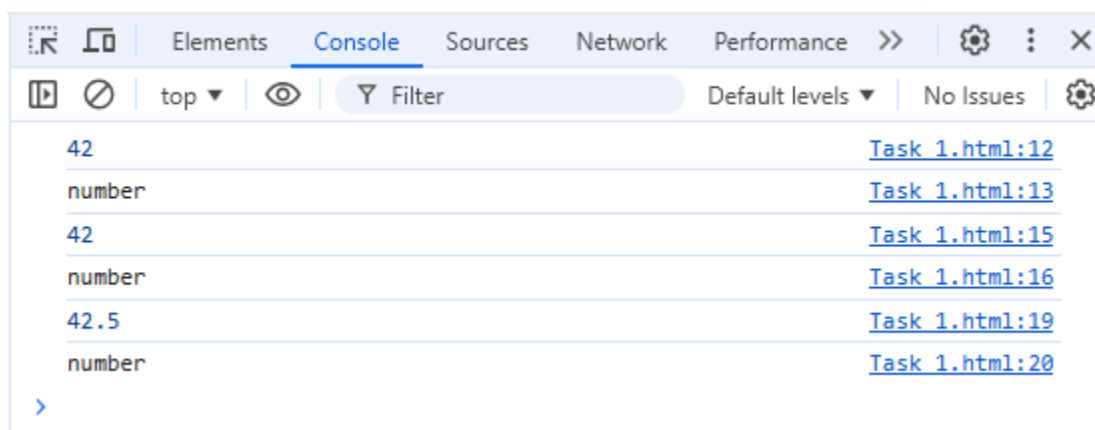 Elements Console Sources Network Performance
top Filter Default levels No Issues
42 Task 1.html:12
number Task 1.html:13
42 Task 1.html:15
number Task 1.html:16
42.5 Task 1.html:19
number Task 1.html:20